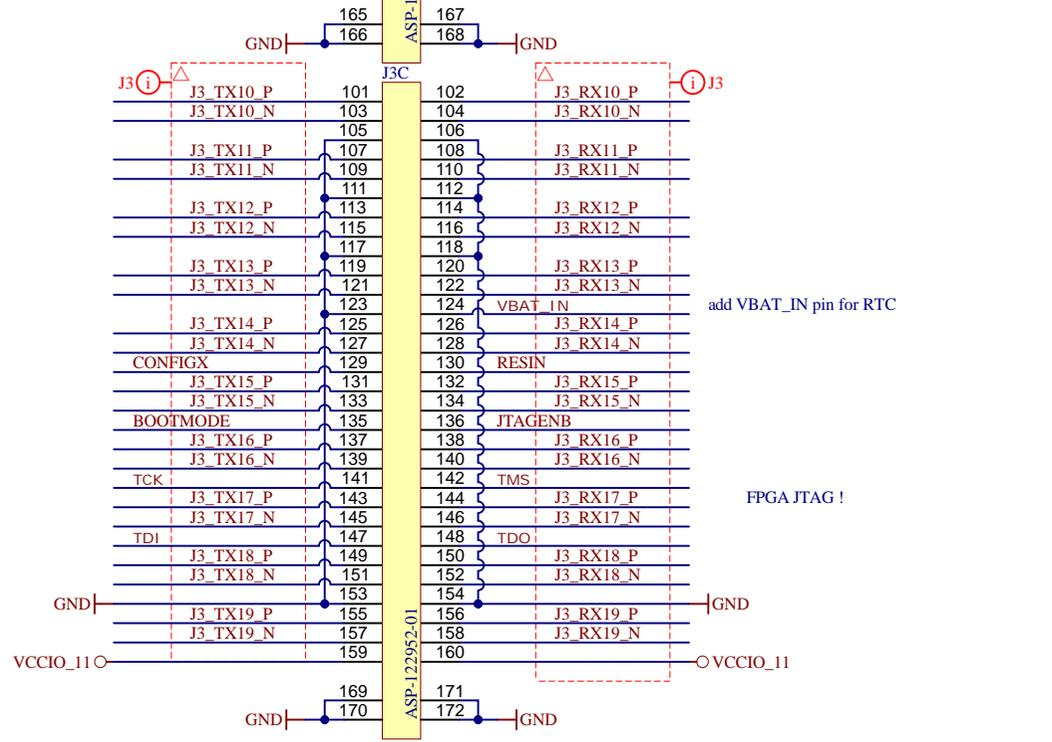 165 167
GND 166 ASP-1 168 GND
J3C
J3 i i J3
J3_TX10_P 101 102 J3_RX10_P
J3_TX10_N 103 104 J3_RX10_N
105 106
J3_TX11_P 107 108 J3_RX11_P
J3_TX11_N 109 110 J3_RX11_N
111 112
J3_TX12_P 113 114 J3_RX12_P
J3_TX12_N 115 116 J3_RX12_N
117 118
J3_TX13_P 119 120 J3_RX13_P
J3_TX13_N 121 122 J3_RX13_N
123 124 VBAT_IN add VBAT_IN pin for RTC
J3_TX14_P 125 126 J3_RX14_P
J3_TX14_N 127 128 J3_RX14_N
CONFIGX 129 130 RESIN
J3_TX15_P 131 132 J3_RX15_P
J3_TX15_N 133 134 J3_RX15_N
BOOTMODE 135 136 JTAGENB
J3_TX16_P 137 138 J3_RX16_P
J3_TX16_N 139 140 J3_RX16_N
TCK 141 142 TMS
J3_TX17_P 143 144 J3_RX17_P FPGA JTAG !
J3_TX17_N 145 146 J3_RX17_N
TDI 147 148 TDO
J3_TX18_P 149 150 J3_RX18_P
J3_TX18_N 151 152 J3_RX18_N
GND 153 154 GND
J3_TX19_P 155 156 J3_RX19_P
J3_TX19_N 157 158 J3_RX19_N
VCCIO_11 159 160 VCCIO_11
ASP-122952-01
169 171
GND 170 172 GND